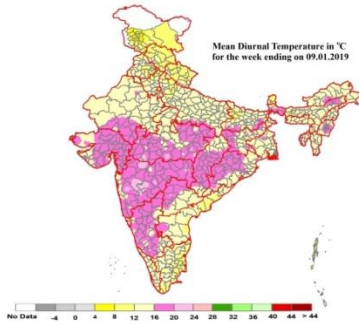 Mean Diurnal Temperature in °C
for the week ending on 09.01.2019
No Data -4 0 4 8 12 16 20 24 28 32 36 40 44 > 44